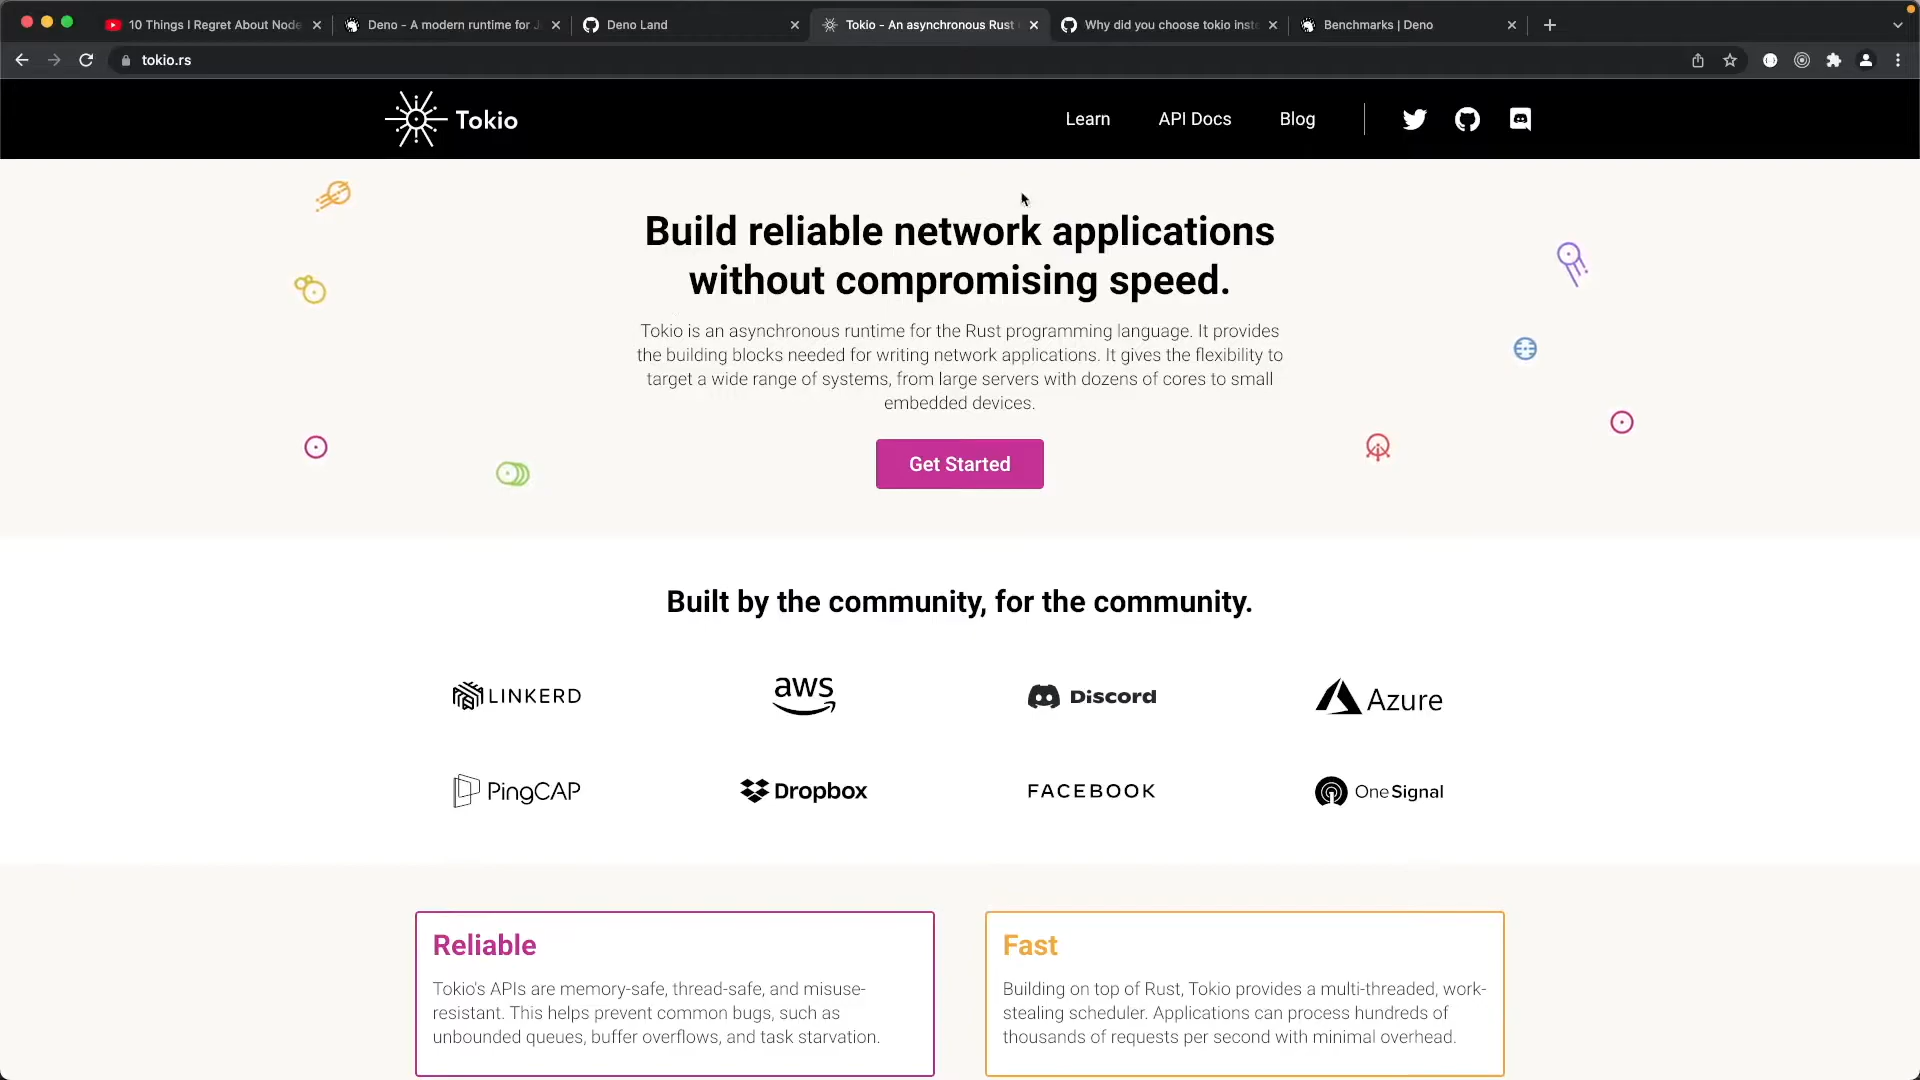 10 Things I Regret About Node
Deno - A modern runtime for J
Deno Land
Tokio - An asynchronous Rust
Why did you choose tokio inst
Benchmarks | Deno
tokio.rs
Tokio
Learn
API Docs
Blog
Build reliable network applications
without compromising speed.
Tokio is an asynchronous runtime for the Rust programming language. It provides
the building blocks needed for writing network applications. It gives the flexibility to
target a wide range of systems, from large servers with dozens of cores to small
embedded devices.
Get Started
Built by the community, for the community.
LINKERD
aws
Discord
Azure
PingCAP
Dropbox
FACEBOOK
OneSignal
Reliable
Tokio's APIs are memory-safe, thread-safe, and misuse-
resistant. This helps prevent common bugs, such as
unbounded queues, buffer overflows, and task starvation.
Fast
Building on top of Rust, Tokio provides a multi-threaded, work-
stealing scheduler. Applications can process hundreds of
thousands of requests per second with minimal overhead.